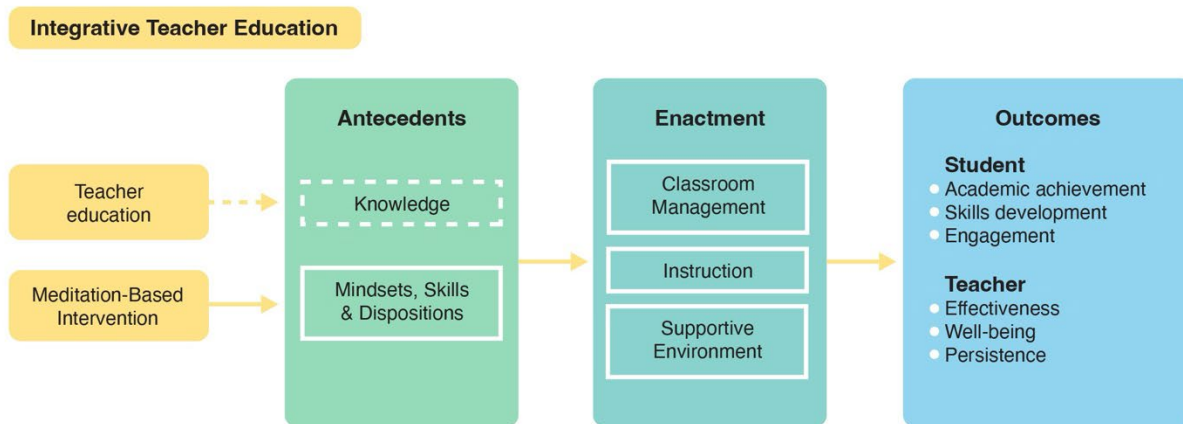 Integrative Teacher Education
Teacher
education
Meditation-Based
Intervention
Antecedents
Knowledge
Mindsets, Skills
& Dispositions
Enactment
Classroom
Management
Instruction
Supportive
Environment
Outcomes
Student
Academic achievement
Skills development
Engagement
Teacher
Effectiveness
Well-being
Persistence